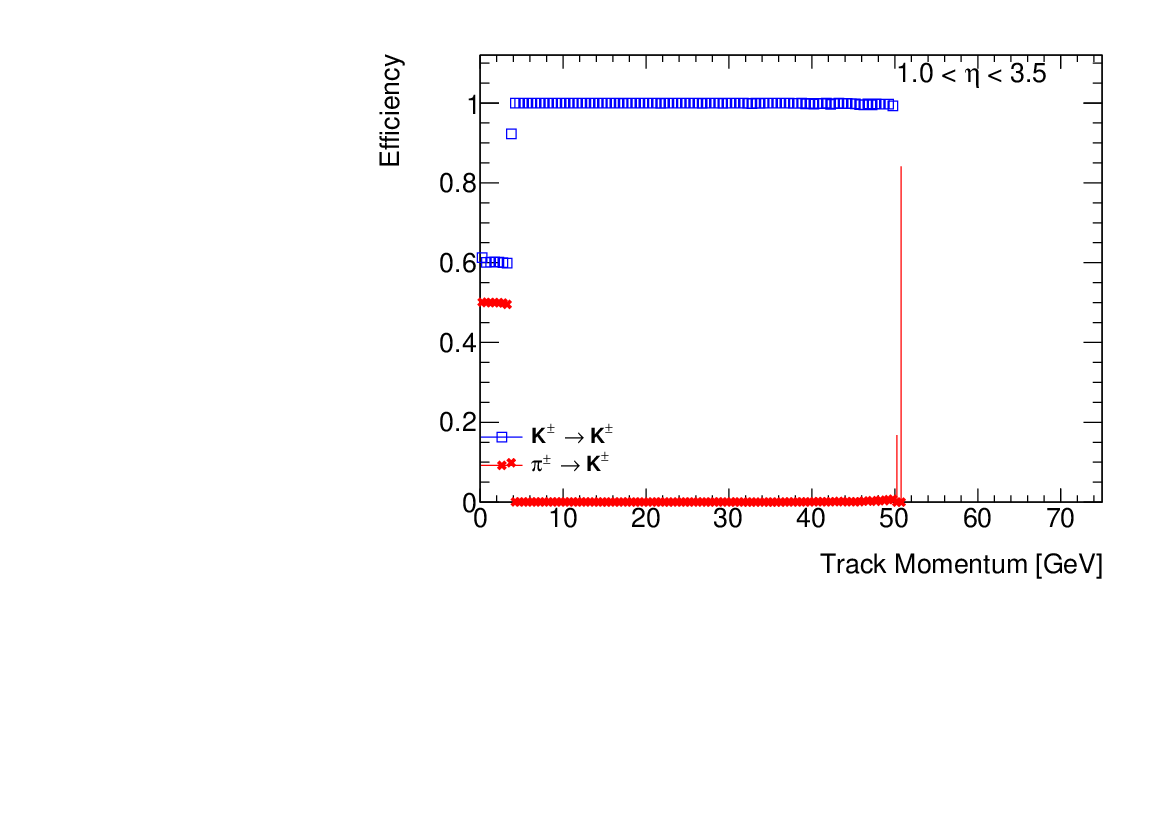 Efficiency
1.0 < η < 3.5
1
0.8
0.6
0.4
0.2
0
K± → K±
π± → K±
0 10 20 30 40 50 60 70
Track Momentum [GeV]